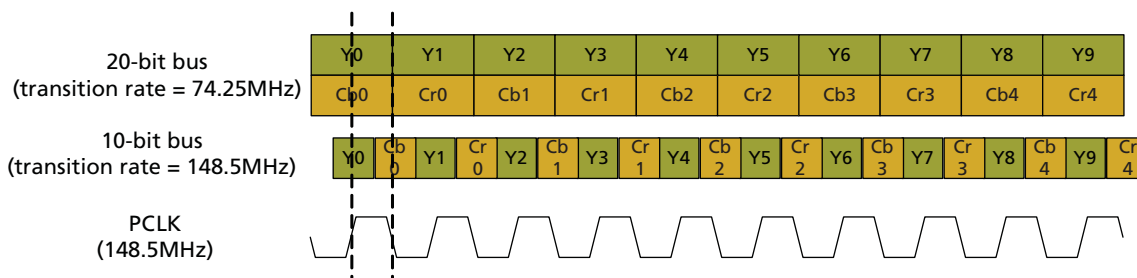 20-bit bus
(transition rate = 74.25MHz)
Y0 Y1 Y2 Y3 Y4 Y5 Y6 Y7 Y8 Y9
Cb0 Cr0 Cb1 Cr1 Cb2 Cr2 Cb3 Cr3 Cb4 Cr4
10-bit bus
(transition rate = 148.5MHz)
Y0 Cb 0 Y1 Cr 0 Y2 Cb 1 Y3 Cr 1 Y4 Cb 2 Y5 Cr 2 Y6 Cb 3 Y7 Cr 3 Y8 Cb 4 Y9 Cr 4
PCLK
(148.5MHz)